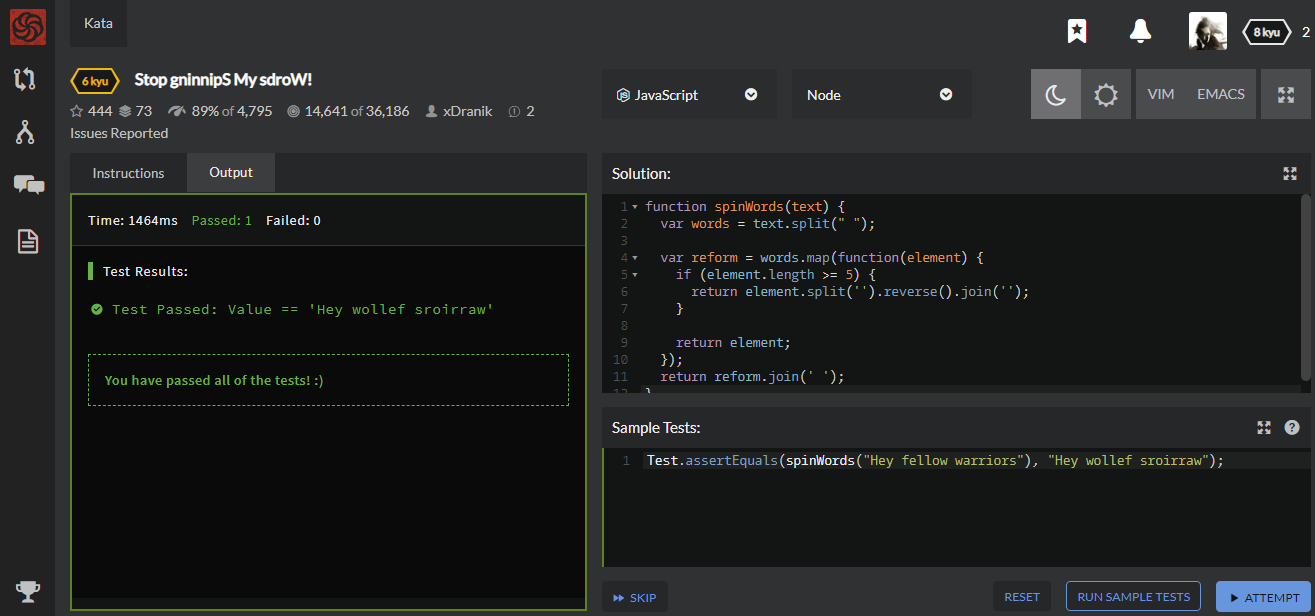 Kata
8 kyu
2
6 kyu
Stop gninnipS My sdroW!
444 73 89% of 4,795 14,641 of 36,186 xDranik 2
Issues Reported
JavaScript
Node
VIM
EMACS
Instructions
Output
Time: 1464ms Passed: 1 Failed: 0
Test Results:
Test Passed: Value == 'Hey wollef sroirraw'
You have passed all of the tests! :)
Solution:
1 function spinWords(text) {
2 var words = text.split(" ");
3
4 var reform = words.map(function(element) {
5 if (element.length >= 5) {
6 return element.split('').reverse().join('');
7 }
8
9 return element;
10 });
11 return reform.join(' ');
12 }
Sample Tests:
1 Test.assertEquals(spinWords("Hey fellow warriors"), "Hey wollef sroirraw");
SKIP
RESET
RUN SAMPLE TESTS
ATTEMPT